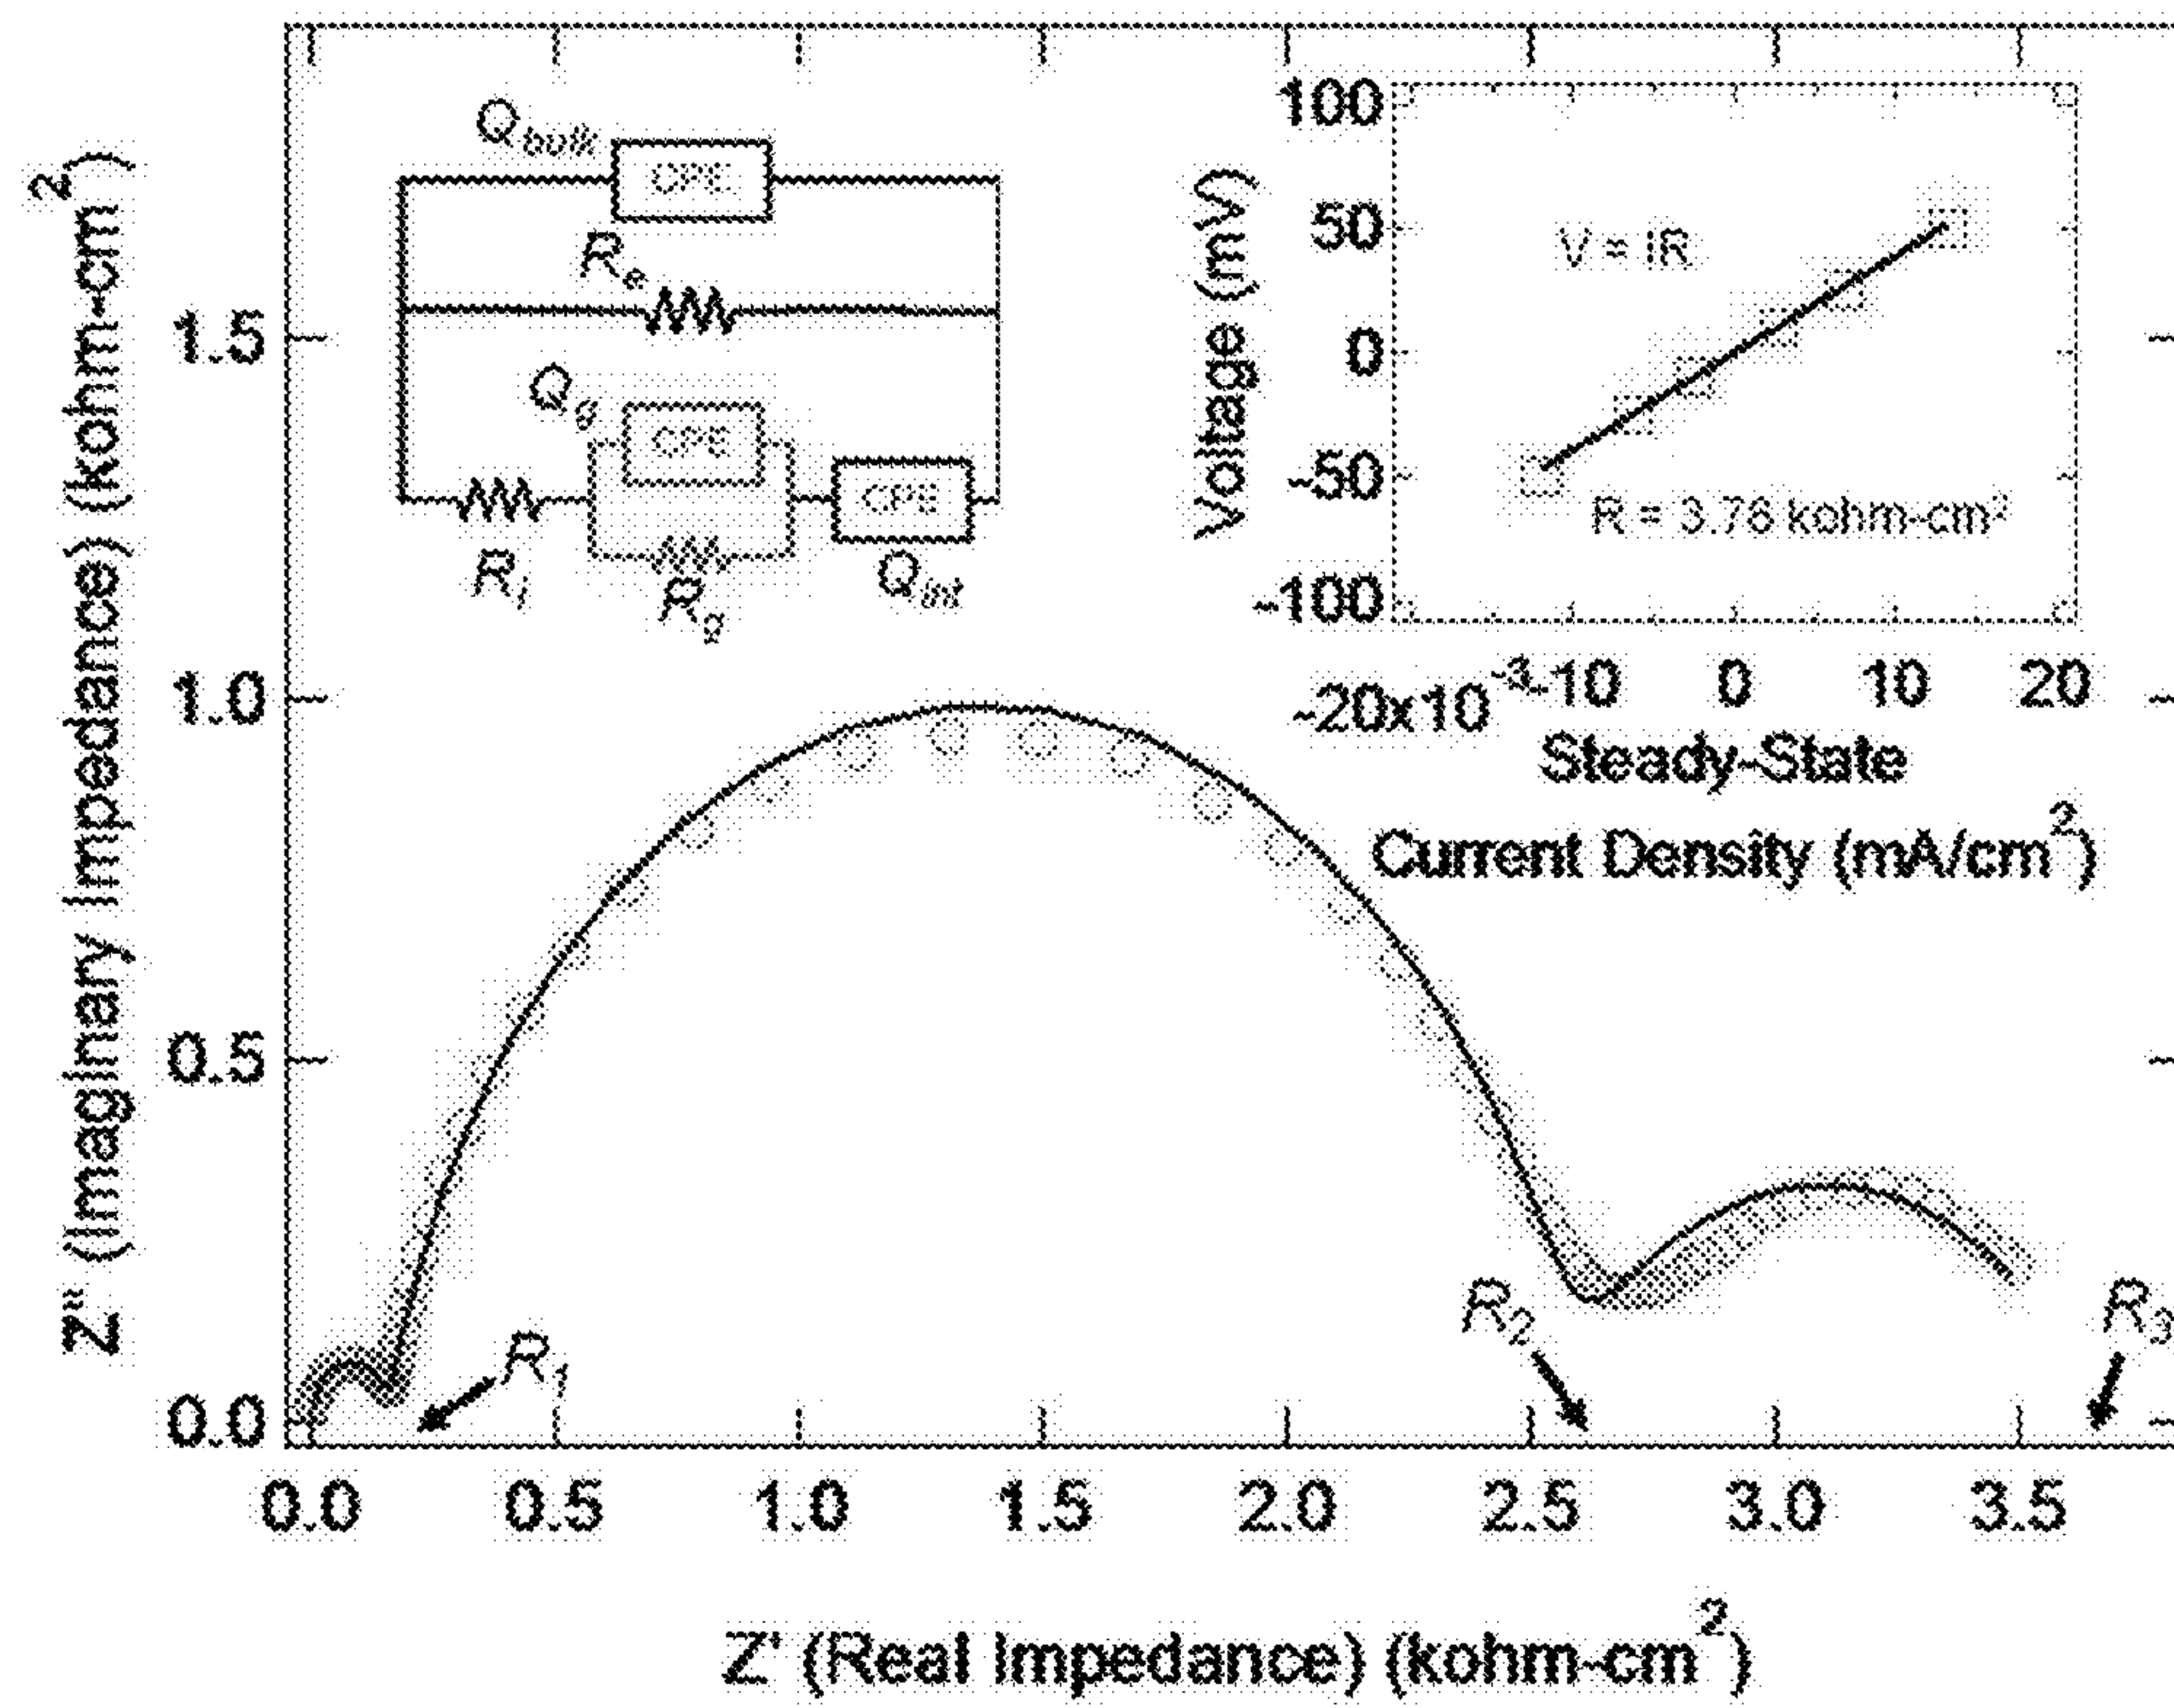 Z" (Imaginary Impedance) (kohm-cm²)
1.5
1.0
0.5
0.0
Q_bulk
CPE
R_e
Q_g
CPE
CPE
R_i
R_g
Q_int
Voltage (mV)
100
50
0
-50
-100
V = IR
R = 3.76 kohm-cm²
-20x10⁻³ -10 0 10 20
Steady-State
Current Density (mA/cm²)
R₁
R₂
R₃
0.0 0.5 1.0 1.5 2.0 2.5 3.0 3.5
Z' (Real Impedance) (kohm-cm²)